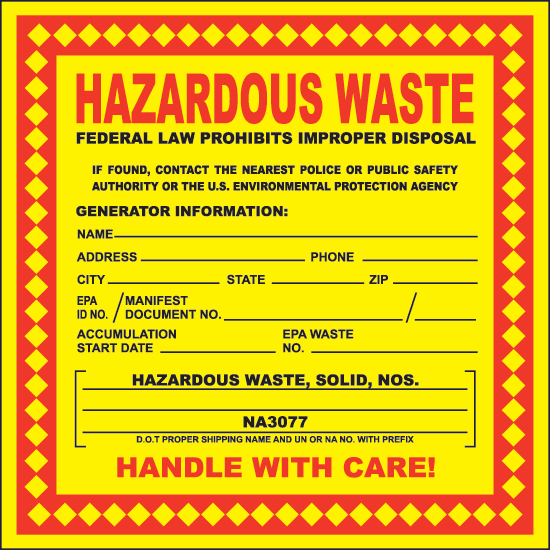 HAZARDOUS WASTE
FEDERAL LAW PROHIBITS IMPROPER DISPOSAL
IF FOUND, CONTACT THE NEAREST POLICE OR PUBLIC SAFETY
AUTHORITY OR THE U.S. ENVIRONMENTAL PROTECTION AGENCY
GENERATOR INFORMATION:
NAME
ADDRESS PHONE
CITY STATE ZIP
EPA / MANIFEST
ID NO. DOCUMENT NO. /
ACCUMULATION EPA WASTE
START DATE NO.
HAZARDOUS WASTE, SOLID, NOS.
NA3077
D.O.T PROPER SHIPPING NAME AND UN OR NA NO. WITH PREFIX
HANDLE WITH CARE!